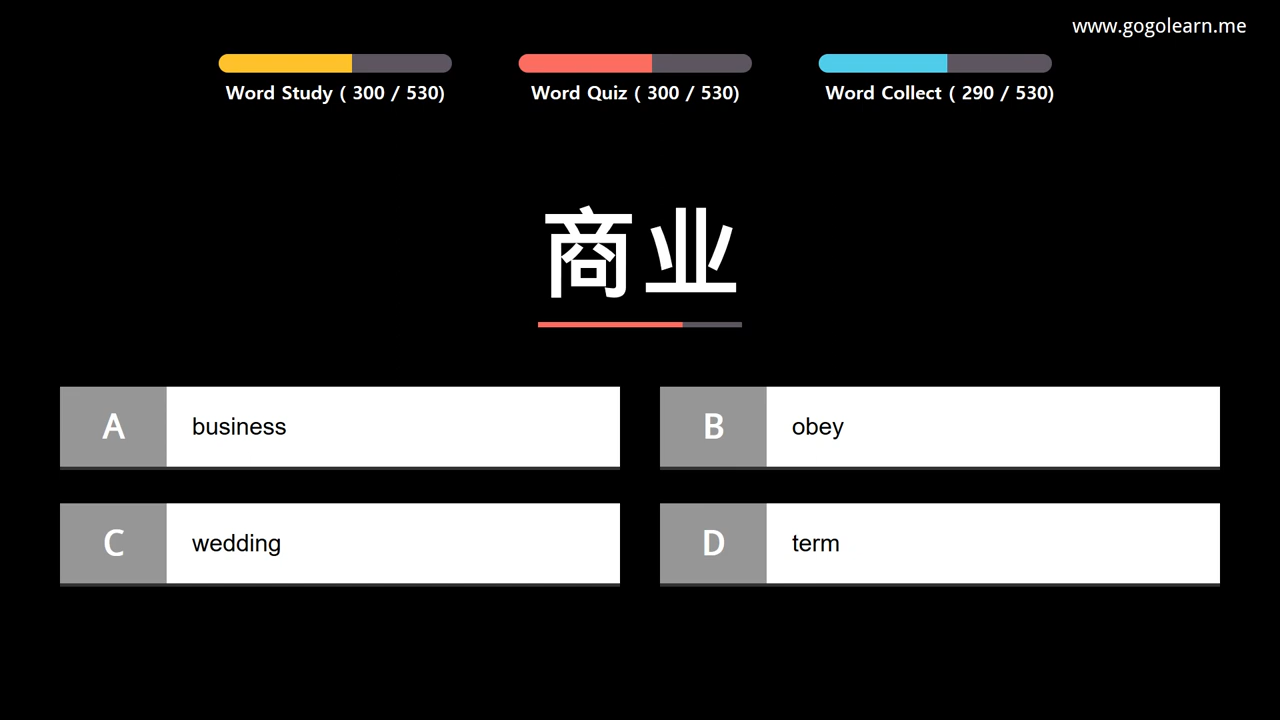 www.gogolearn.me
Word Study ( 300 / 530)
Word Quiz ( 300 / 530)
Word Collect ( 290 / 530)
商业
A business
B obey
C wedding
D term